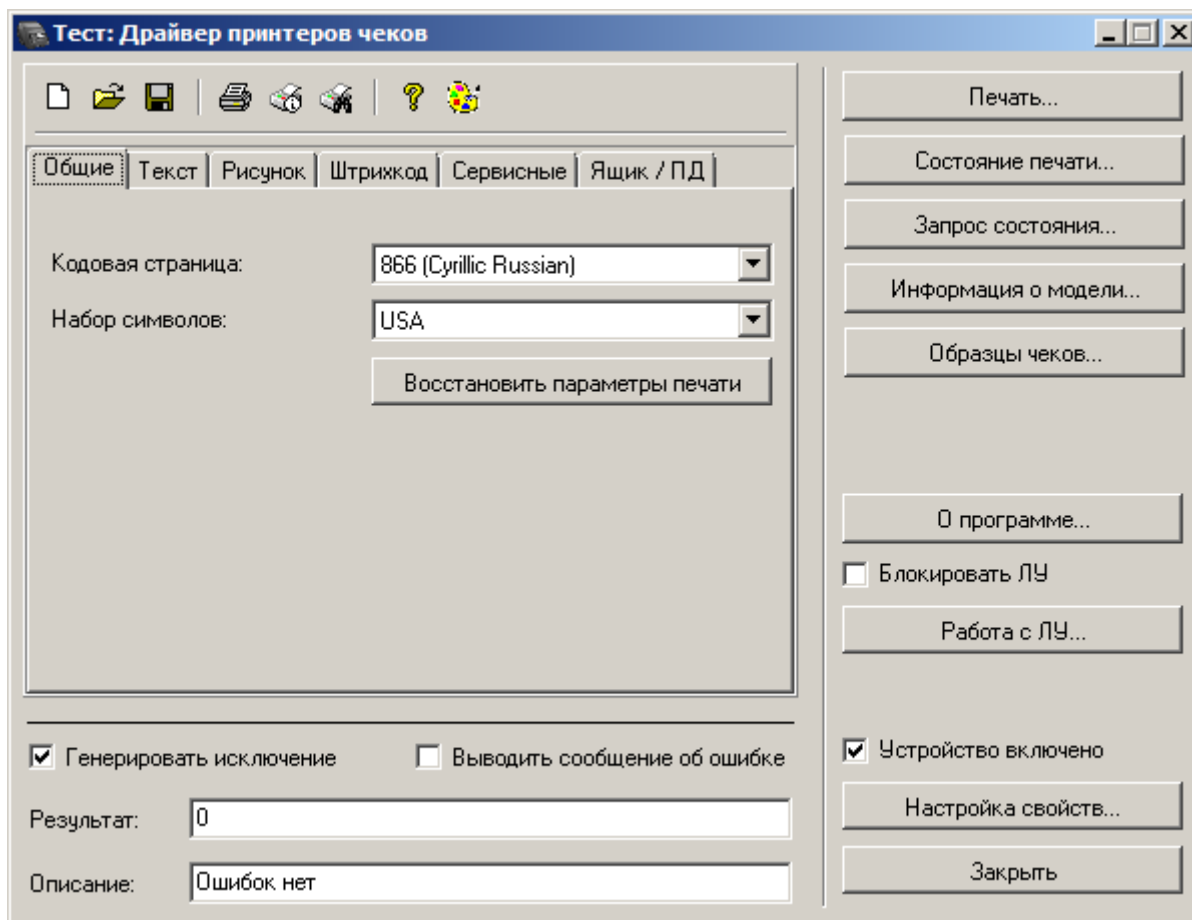 Тест: Драйвер принтеров чеков
Общие Текст Рисунок Штрихкод Сервисные Ящик / ПД
Кодовая страница: 866 (Cyrillic Russian)
Набор символов: USA
Восстановить параметры печати
Генерировать исключение Выводить сообщение об ошибке
Результат: 0
Описание: Ошибок нет
Печать...
Состояние печати...
Запрос состояния...
Информация о модели...
Образцы чеков...
О программе...
Блокировать ЛУ
Работа с ЛУ...
Устройство включено
Настройка свойств...
Закрыть